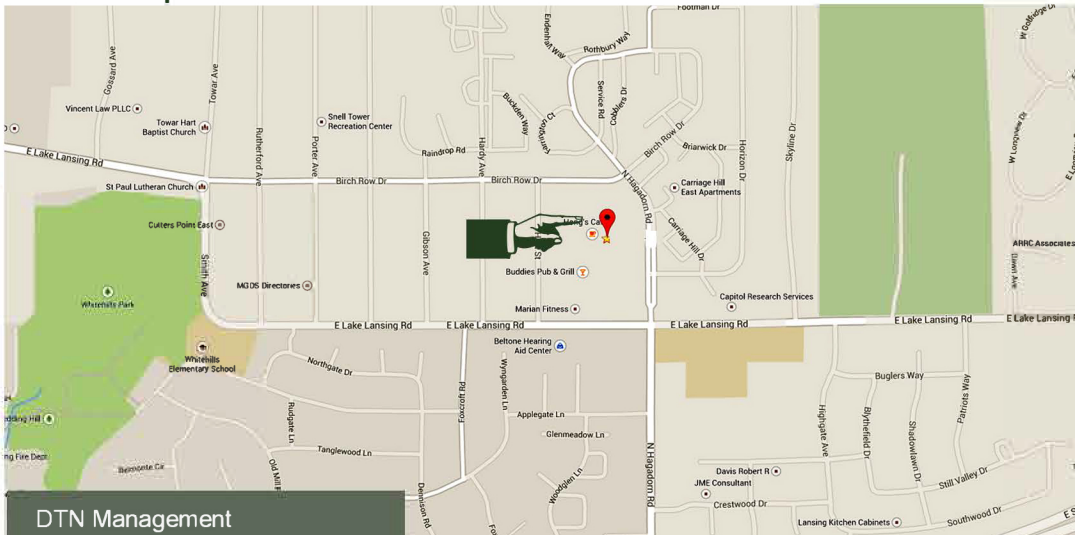 Footman Dr
W Golfridge Dr
Endenhall Way
Rothbury Way
Gossard Ave
Towar Ave
Service Rd
Cobblers Dr
Skyline Dr
W Longview Dr
Vincent Law PLLC
Buckden Way
Farrington Ct
Towar Hart
Baptist Church
Snell Tower
Recreation Center
Rutherford Ave
Porter Ave
Hardy Ave
Birch Row Dr
Briarwick Dr
Horizon Dr
E Lake Lansing Rd
Raindrop Rd
N Hagadorn Rd
St Paul Lutheran Church
Birch Row Dr
Birch Row Dr
Carriage Hill
East Apartments
Cutters Point East
Gibson Ave
Carriage Hill Dr
ARRC Associates
Smith Ave
Buddies Pub & Grill
MGDS Directories
Whitehills Park
Marian Fitness
Capitol Research Services
E Lake Lansing Rd
E Lake Lansing Rd
E Lake Lansing Rd
E Lake Lansing Rd
E Lake Lansing
Beltone Hearing
Aid Center
Whitehills
Elementary School
Northgate Dr
Wyngarden Ln
Foxcroft Rd
Buglers Way
Patriots Way
Rudgate Ln
Applegate Ln
Highgate Ave
Blythefield Dr
Shadowlawn Dr
Glenmeadow Ln
Tanglewood Ln
Belmonte Cir
Woodglen Ln
N Hagadorn Rd
Davis Robert R
JME Consultant
Still Valley Dr
Dennison Rd
Crestwood Dr
Lansing Kitchen Cabinets
Southwood Dr
DTN Management